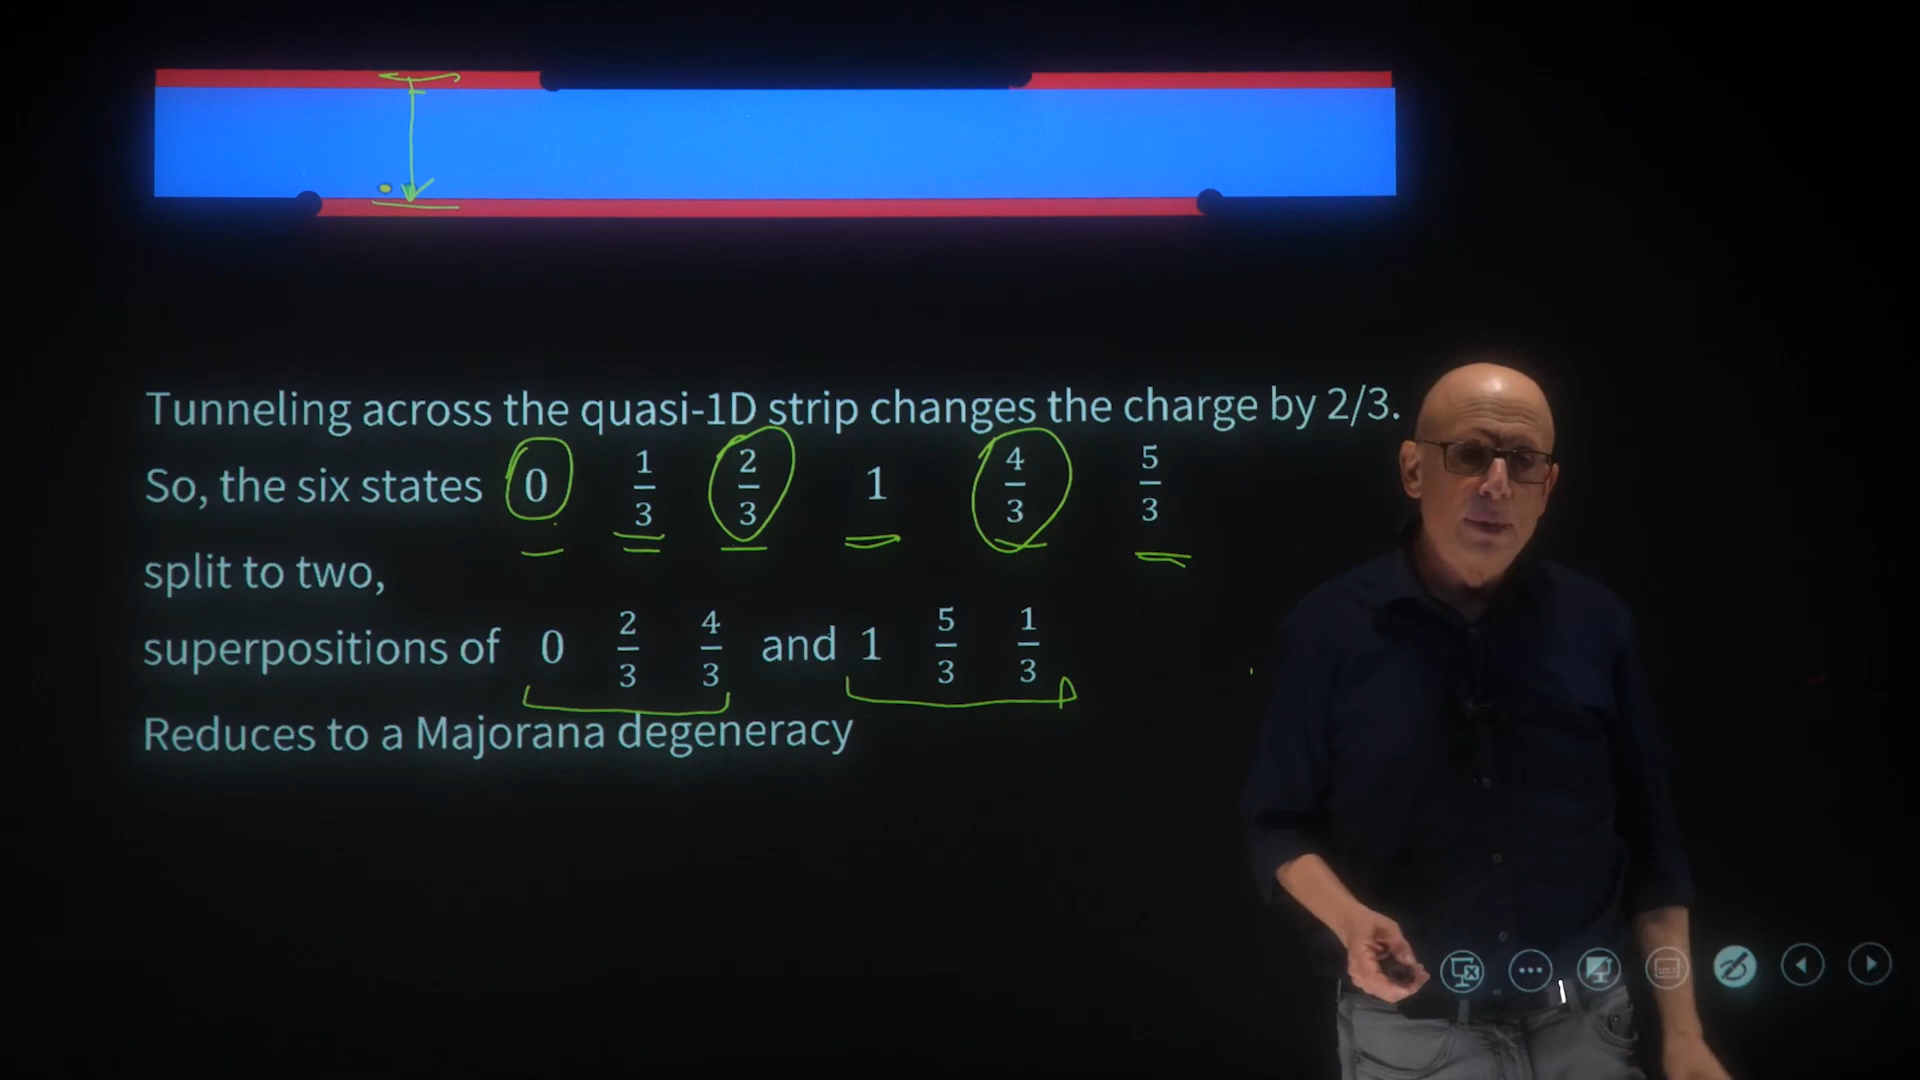 Tunneling across the quasi-1D strip changes the charge by 2/3.
So, the six states 0 1/3 2/3 1 4/3 5/3
split to two,
superpositions of 0 2/3 4/3 and 1 5/3 1/3
Reduces to a Majorana degeneracy